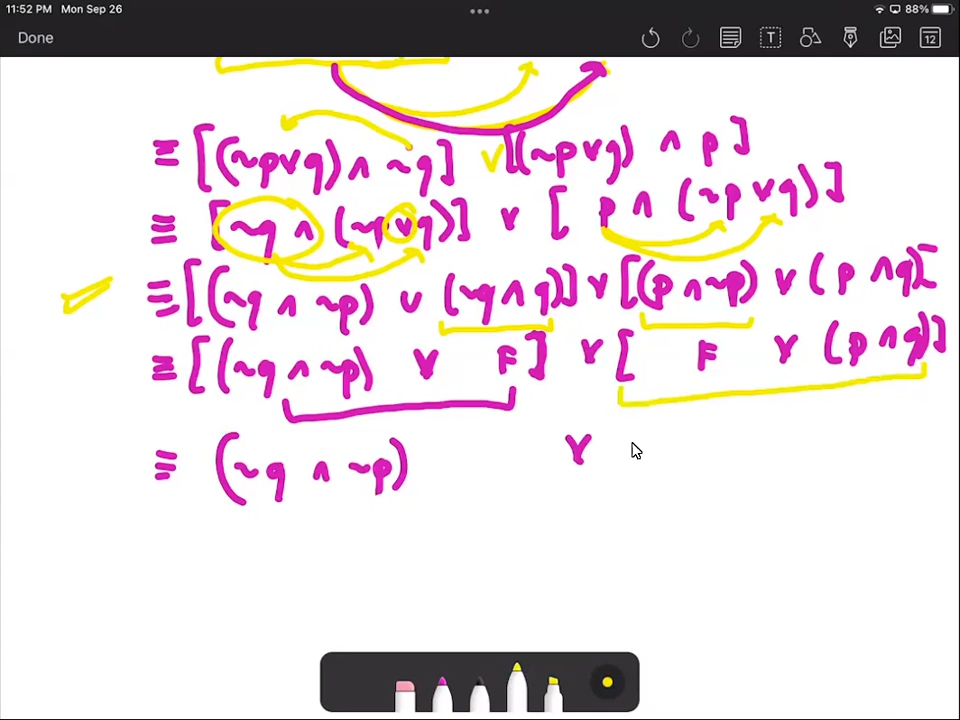 11:52 PM Mon Sep 26 88%
Done T 12
≡ [(~p∨q) ∧ ~q] ∨ [(~p∨q) ∧ p]
≡ [~q ∧ (~p∨q)] ∨ [p ∧ (~p∨q)]
≡ [(~q ∧ ~p) ∪ (~q∧q)] ∨ [(p∧~p) ∨ (p∧q)]
≡ [(~q∧~p) ∨ F] ∨ [F ∨ (p∧q)]
≡ (~q ∧ ~p) ∨